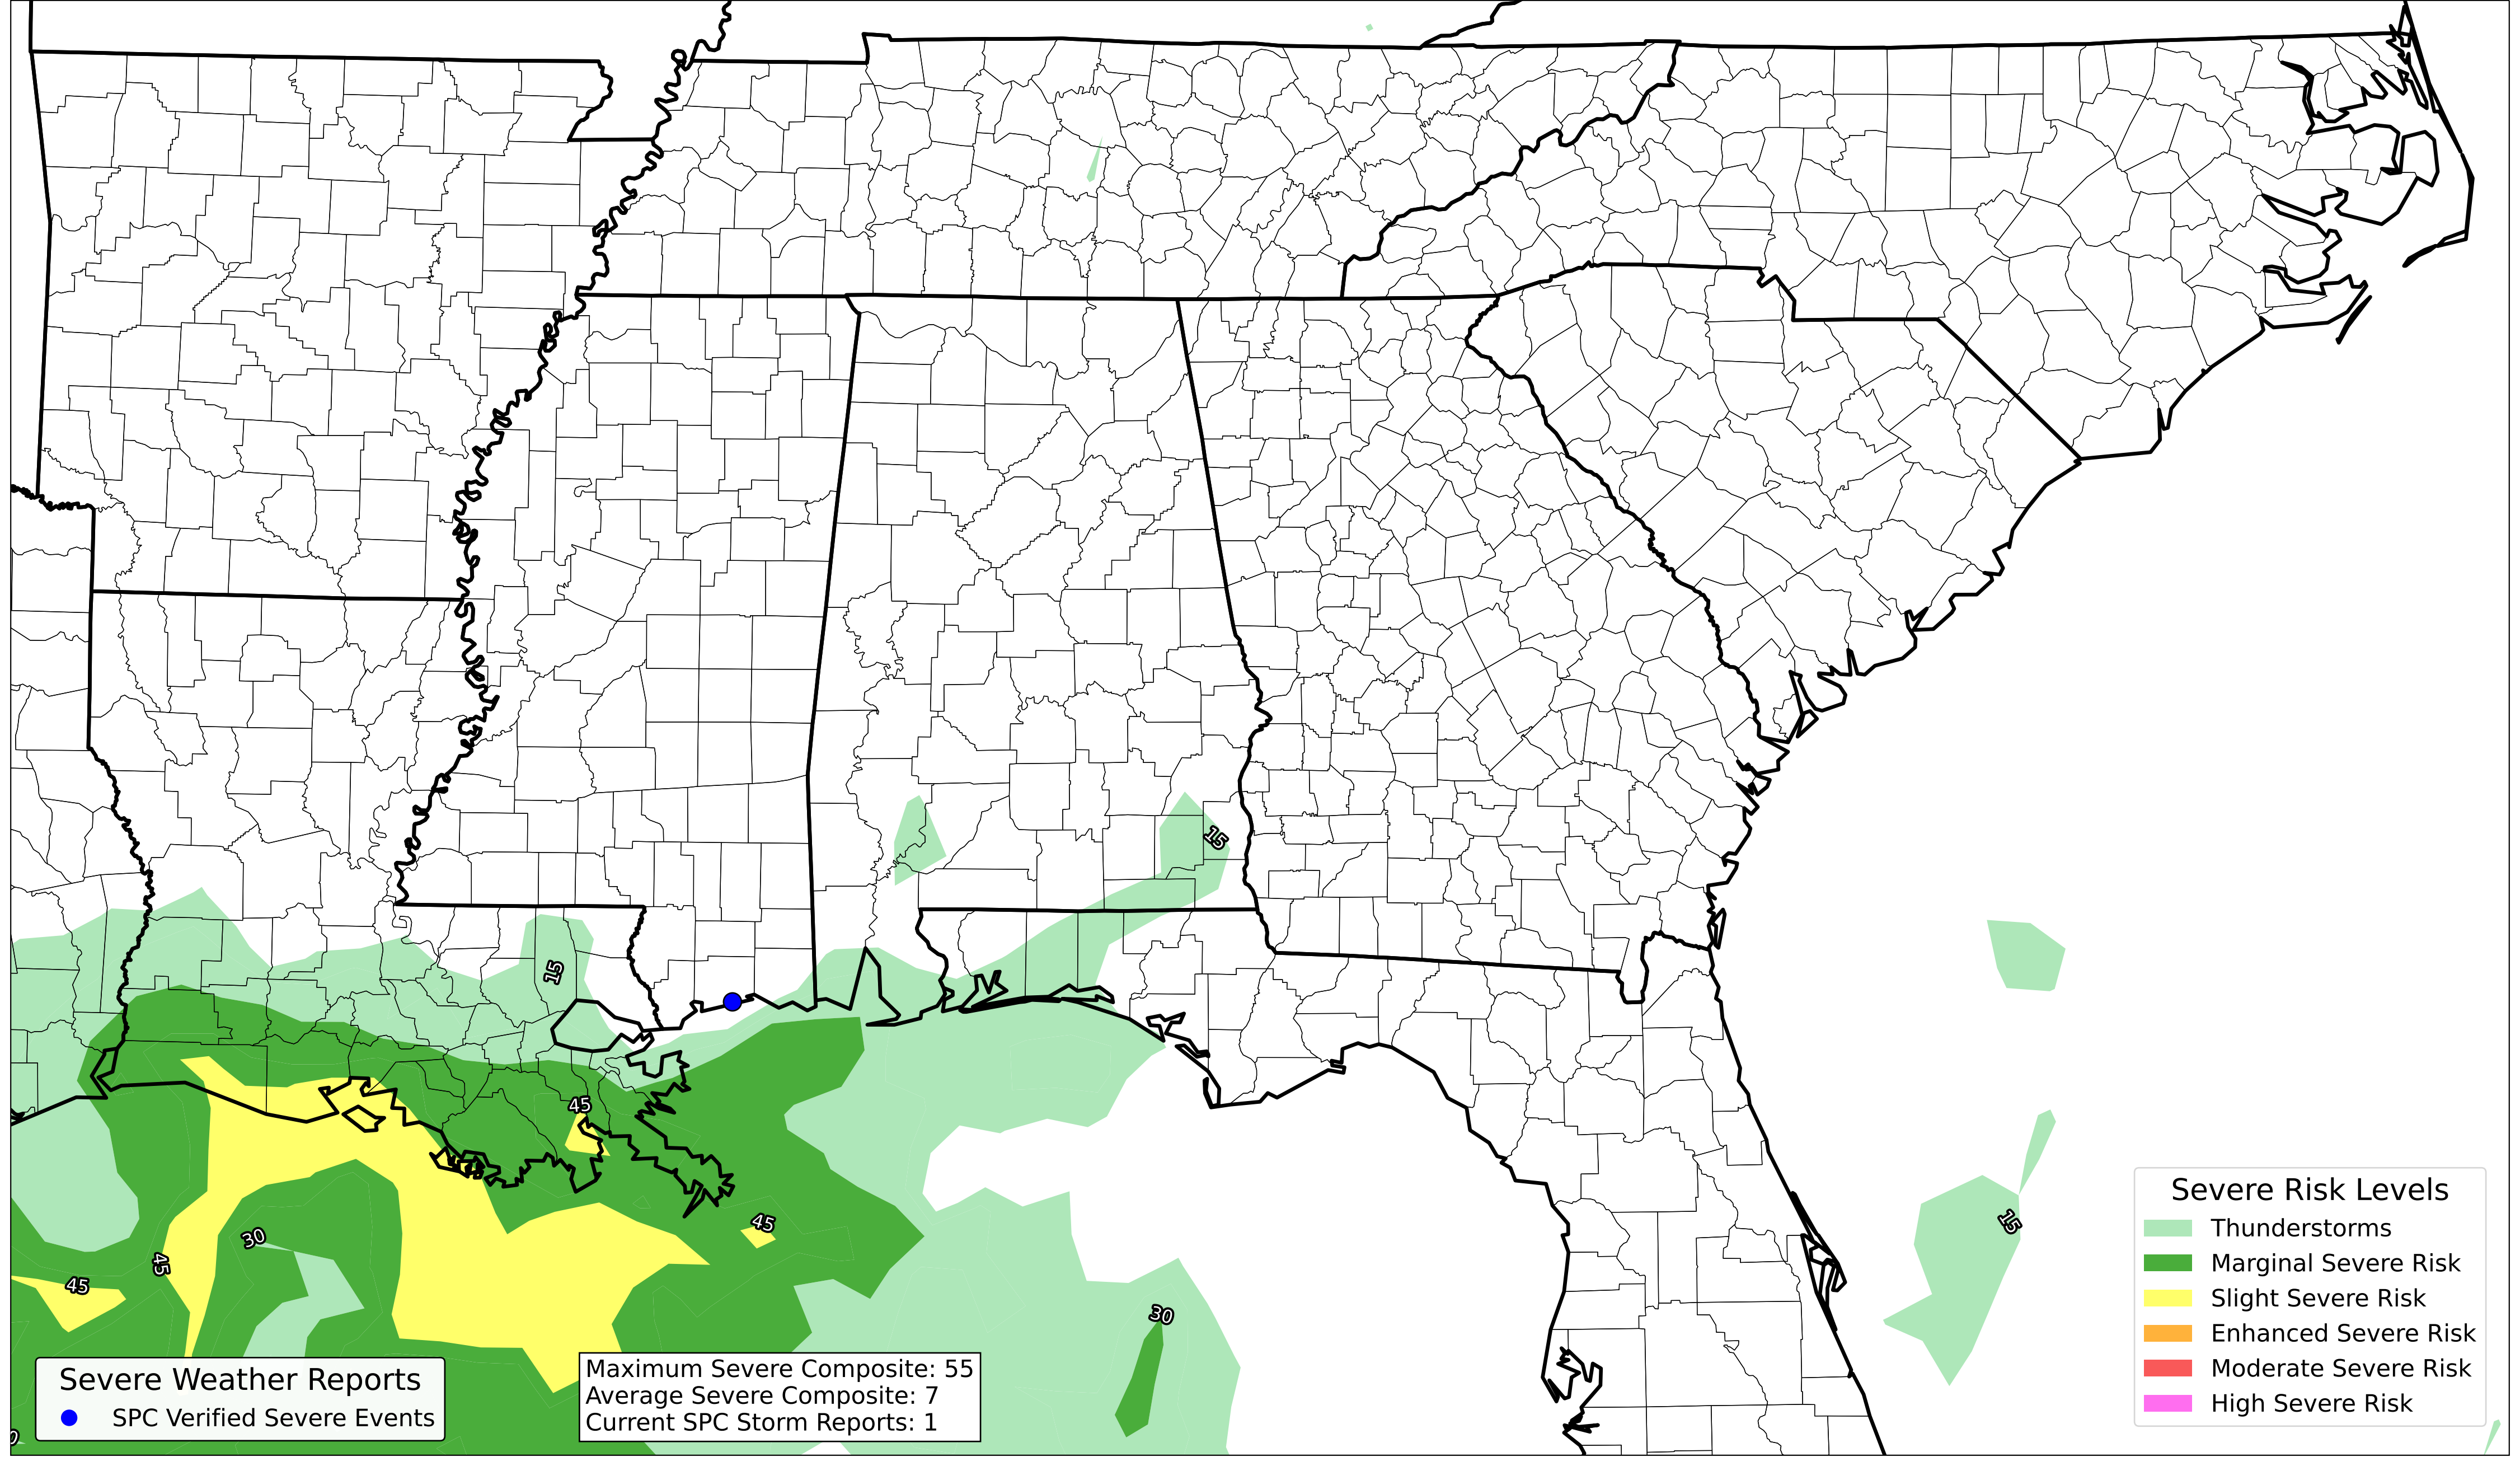 15
15
45
45
30
45
45
15
30
Severe Risk Levels
Thunderstorms
Marginal Severe Risk
Slight Severe Risk
Enhanced Severe Risk
Moderate Severe Risk
High Severe Risk
Severe Weather Reports
SPC Verified Severe Events
Maximum Severe Composite: 55
Average Severe Composite: 7
Current SPC Storm Reports: 1